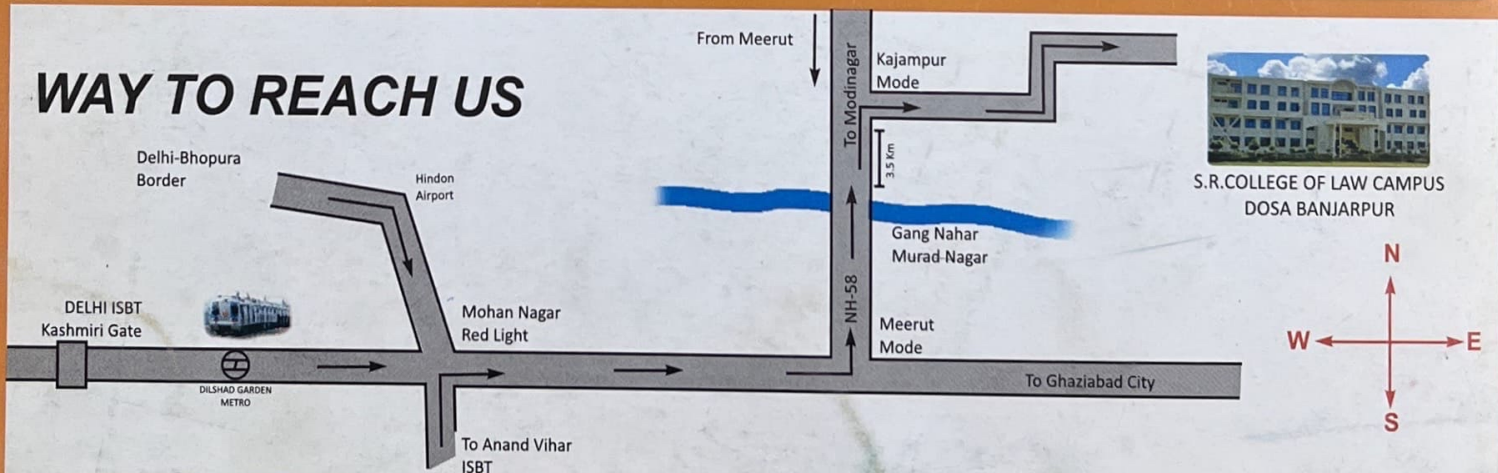 WAY TO REACH US
From Meerut
To Modinagar
Kajampur
Mode
3.5 Km
S.R.COLLEGE OF LAW CAMPUS
DOSA BANJARPUR
Delhi-Bhopura
Border
Hindon
Airport
Gang Nahar
Murad Nagar
NH-58
Meerut
Mode
DELHI ISBT
Kashmiri Gate
DILSHAD GARDEN
METRO
Mohan Nagar
Red Light
To Ghaziabad City
To Anand Vihar
ISBT
N
W
E
S